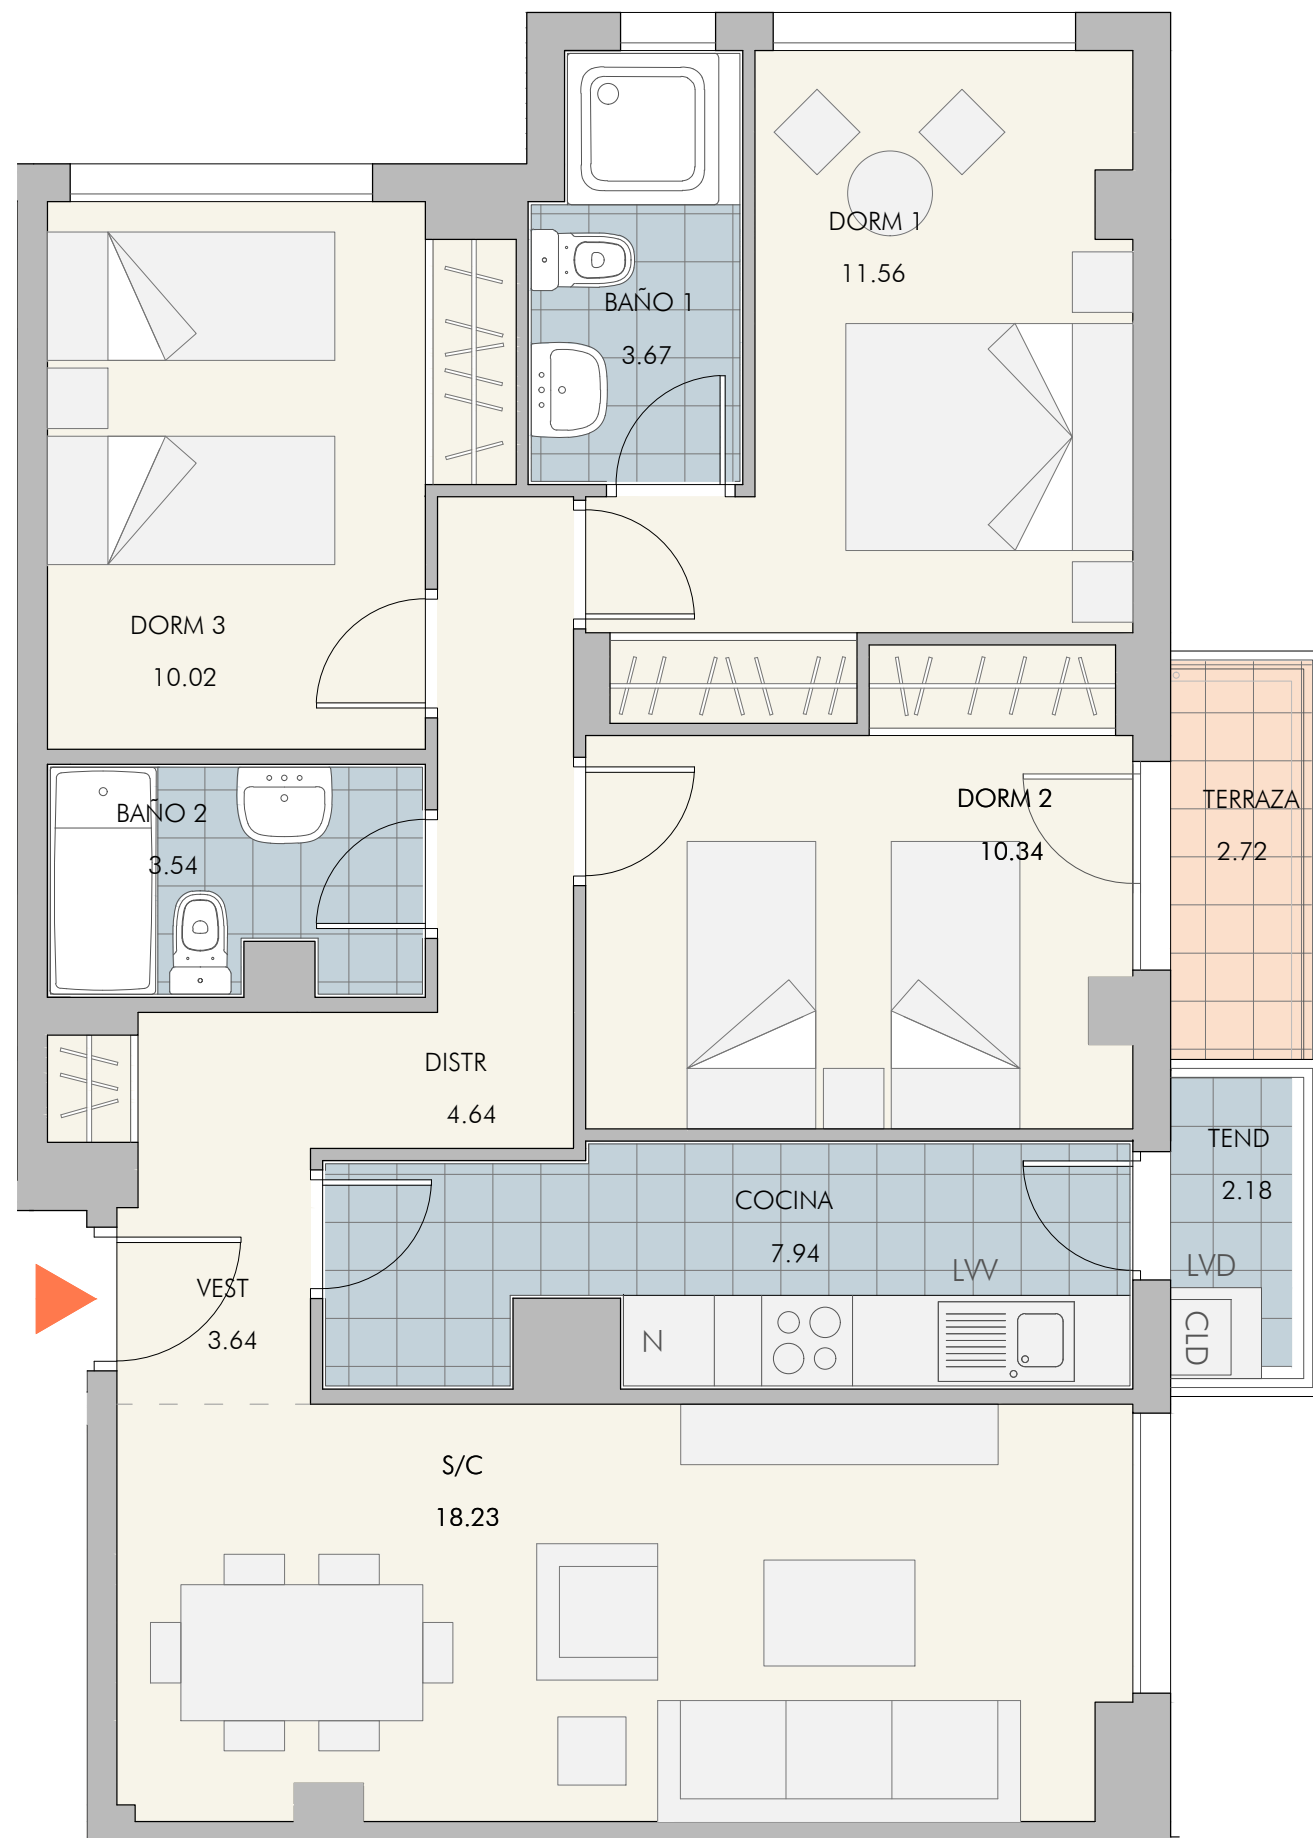 DORM 1
11.56
BAÑO 1
3.67
DORM 3
10.02
BAÑO 2
3.54
DORM 2
10.34
TERRAZA
2.72
DISTR
4.64
TEND
2.18
COCINA
7.94
LVV
LVD
CLD
VEST
3.64
N
S/C
18.23